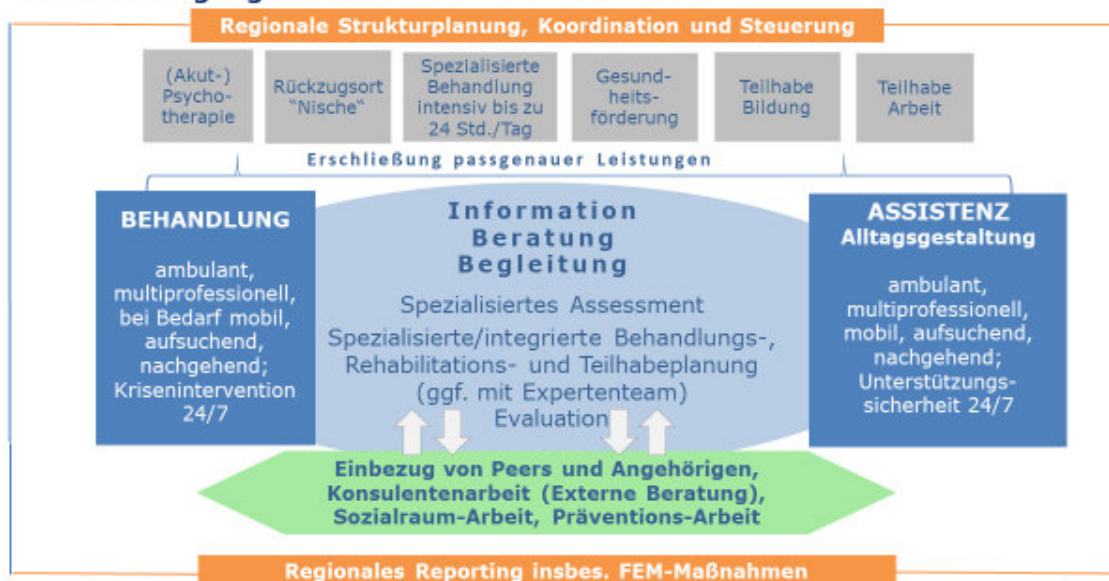 Regionale Strukturplanung, Koordination und Steuerung
(Akut-)
Psycho-
therapie
Rückzugsort
"Nische"
Spezialisierte
Behandlung
intensiv bis zu
24 Std./Tag
Gesund-
heits-
förderung
Teilhabe
Bildung
Teilhabe
Arbeit
Erschließung passgenauer Leistungen
BEHANDLUNG
ambulant,
multiprofessionell,
bei Bedarf mobil,
aufsuchend,
nachgehend;
Krisenintervention
24/7
Information
Beratung
Begleitung
Spezialisiertes Assessment
Spezialisierte/integrierte Behandlungs-,
Rehabilitations- und Teilhabeplanung
(ggf. mit Expertenteam)
Evaluation
ASSISTENZ
Alltagsgestaltung
ambulant,
multiprofessionell,
mobil, aufsuchend,
nachgehend;
Unterstützungs-
sicherheit 24/7
Einbezug von Peers und Angehörigen,
Konsulentenarbeit (Externe Beratung),
Sozialraum-Arbeit, Präventions-Arbeit
Regionales Reporting insbes. FEM-Maßnahmen